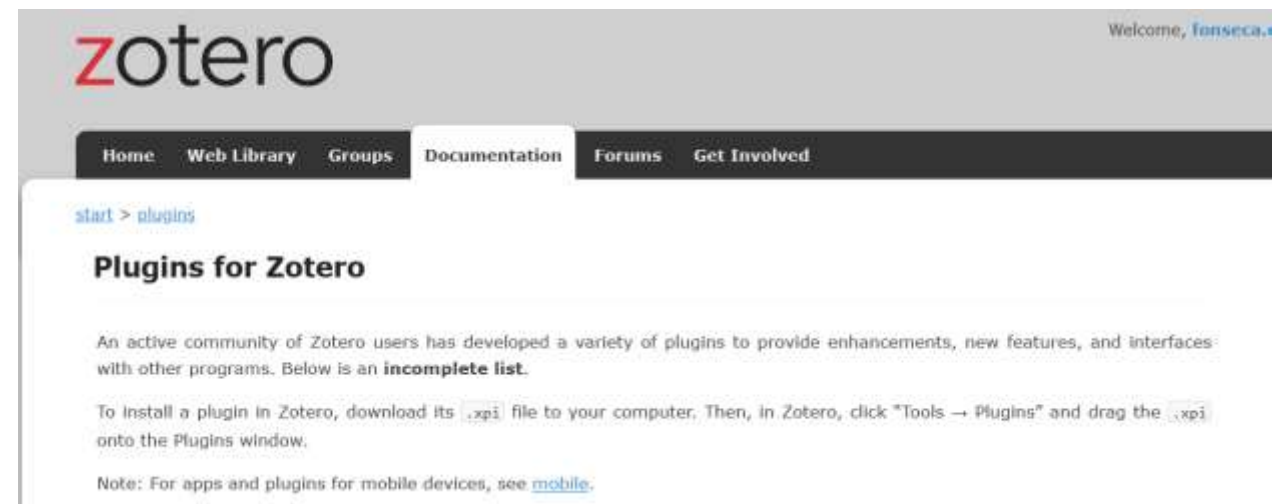 zotero
Welcome, fonseca.
Home Web Library Groups Documentation Forums Get Involved
start > plugins
Plugins for Zotero
An active community of Zotero users has developed a variety of plugins to provide enhancements, new features, and interfaces
with other programs. Below is an incomplete list.
To install a plugin in Zotero, download its .xpi file to your computer. Then, in Zotero, click "Tools → Plugins" and drag the .xpi
onto the Plugins window.
Note: For apps and plugins for mobile devices, see mobile.